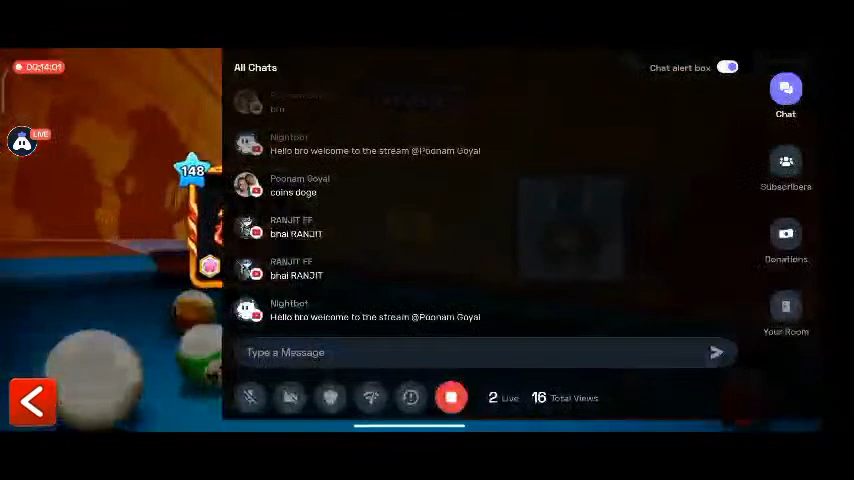 00:14:01
All Chats
Chat alert box
bro
LIVE
Nightbot
Hello bro welcome to the stream @Poonam Goyal
148
Poonam Goyal
coins doge
RANJIT FF
bhai RANJIT
RANJIT FF
bhai RANJIT
Nightbot
Hello bro welcome to the stream @Poonam Goyal
Type a Message
2 Live 16 Total Views
Chat
Subscribers
Donations
Your Room